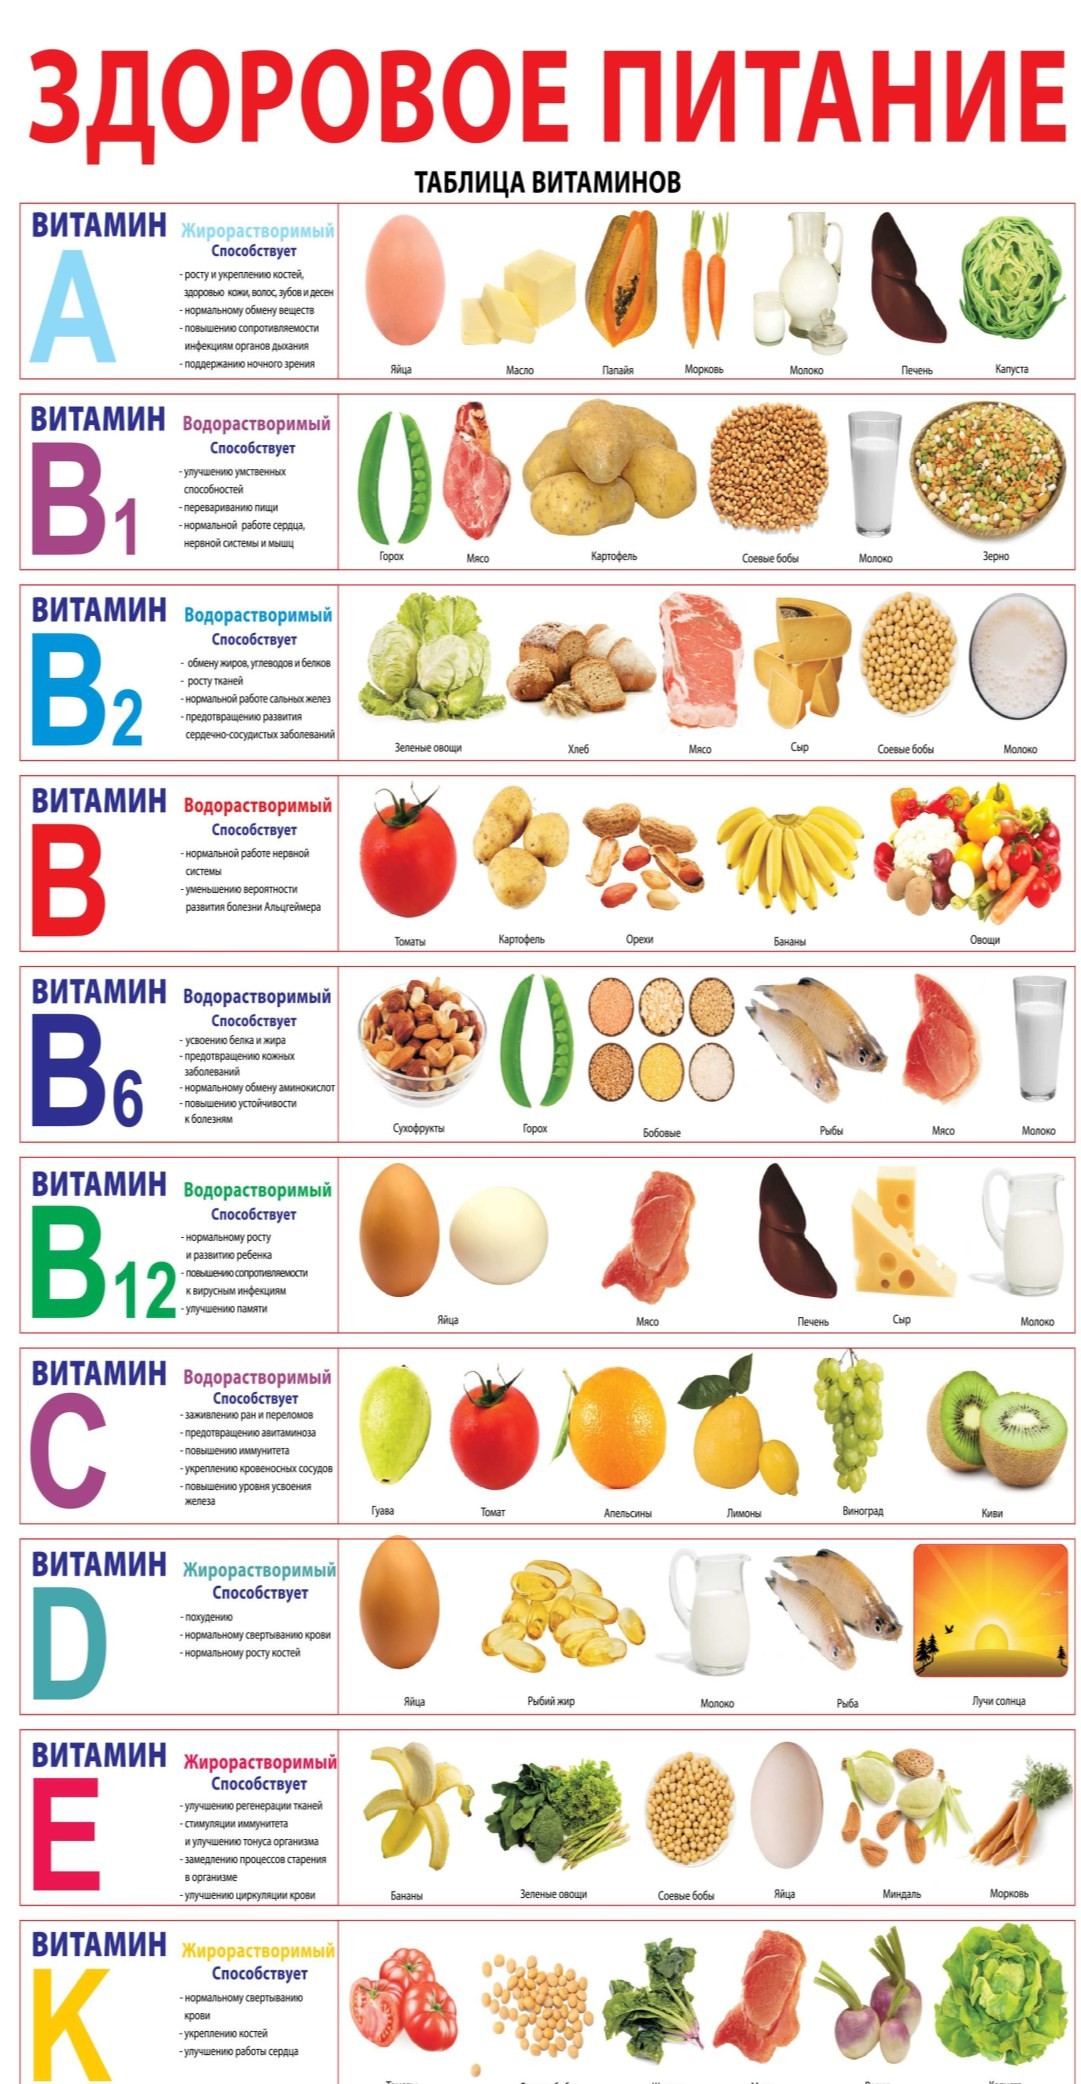 ЗДОРОВОЕ ПИТАНИЕ
ТАБЛИЦА ВИТАМИНОВ
ВИТАМИН
A
Жирорастворимый
Способствует
- росту и укреплению костей,
здоровью кожи, волос, зубов и десен
- нормальному обмену веществ
- повышению сопротивляемости
инфекциям органов дыхания
- поддержанию ночного зрения
Яйца Масло Папайя Морковь Молоко Печень Капуста
ВИТАМИН
B1
Водорастворимый
Способствует
- улучшению умственных
способностей
- перевариванию пищи
- нормальной работе сердца,
нервной системы и мышц
Горох Мясо Картофель Соевые бобы Молоко Зерно
ВИТАМИН
B2
Водорастворимый
Способствует
- обмену жиров, углеводов и белков
- росту тканей
- нормальной работе сальных желез
- предотвращению развития
сердечно-сосудистых заболеваний
Зеленые овощи Хлеб Мясо Сыр Соевые бобы Молоко
ВИТАМИН
B
Водорастворимый
Способствует
- нормальной работе нервной
системы
- уменьшению вероятности
развития болезни Альцгеймера
Томаты Картофель Орехи Бананы Овощи
ВИТАМИН
B6
Водорастворимый
Способствует
- усвоению белка и жира
- предотвращению кожных
заболеваний
- нормальному обмену аминокислот
- повышению устойчивости
к болезням
Сухофрукты Горох Бобовые Рыбы Мясо Молоко
ВИТАМИН
B12
Водорастворимый
Способствует
- нормальному росту
и развитию ребенка
- повышению сопротивляемости
к вирусным инфекциям
- улучшению памяти
Яйца Мясо Печень Сыр Молоко
ВИТАМИН
C
Водорастворимый
Способствует
- заживлению ран и переломов
- предотвращению авитаминоза
- повышению иммунитета
- укреплению кровеносных сосудов
- повышению уровня усвоения
железа
Гуава Томат Апельсины Лимоны Виноград Киви
ВИТАМИН
D
Жирорастворимый
Способствует
- похудению
- нормальному свертыванию крови
- нормальному росту костей
Яйца Рыбий жир Молоко Рыба Лучи солнца
ВИТАМИН
E
Жирорастворимый
Способствует
- улучшению регенерации тканей
- стимуляции иммунитета
и улучшению тонуса организма
- замедлению процессов старения
в организме
- улучшению циркуляции крови
Бананы Зеленые овощи Соевые бобы Яйца Миндаль Морковь
ВИТАМИН
K
Жирорастворимый
Способствует
- нормальному свертыванию
крови
- укреплению костей
- улучшению работы сердца